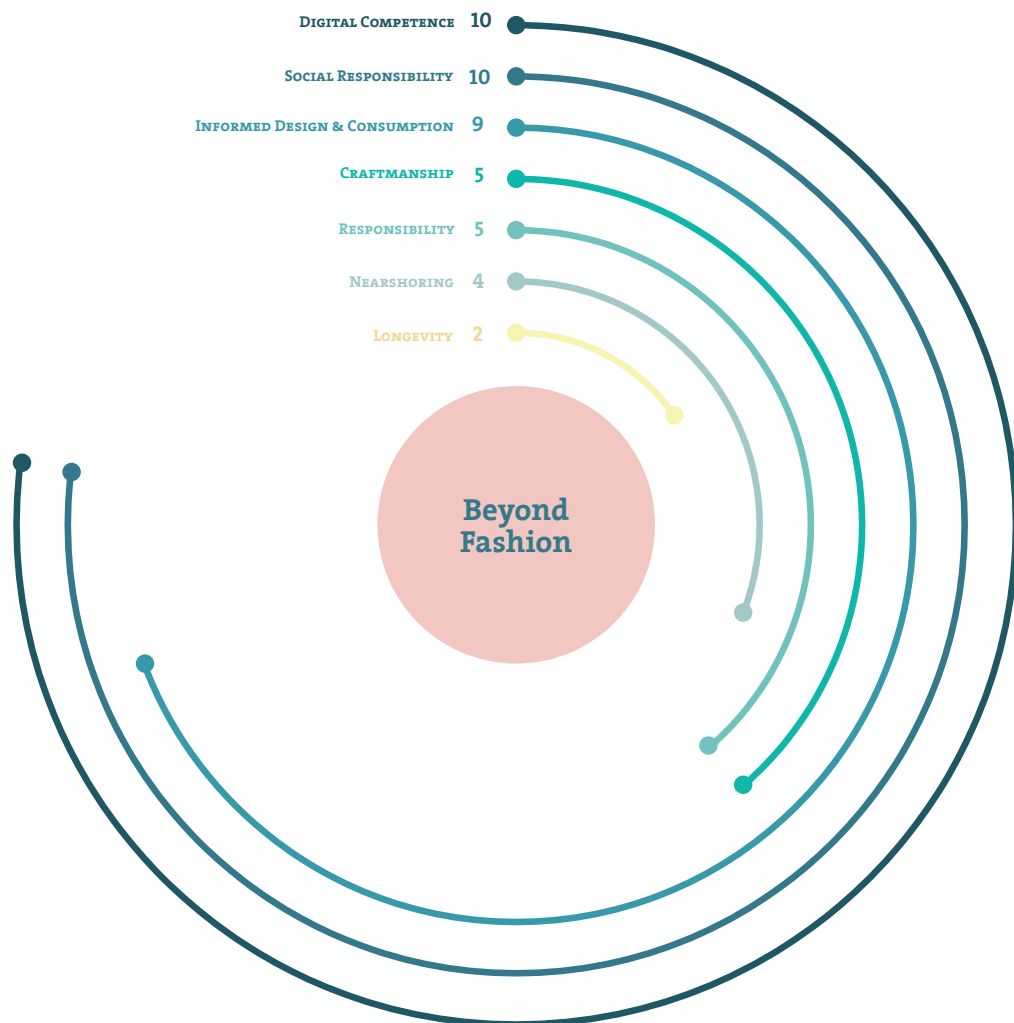 Digital Competence 10
Social Responsibility 10
Informed Design & Consumption 9
Craftmanship 5
Responsibility 5
Nearshoring 4
Longevity 2
Beyond
Fashion